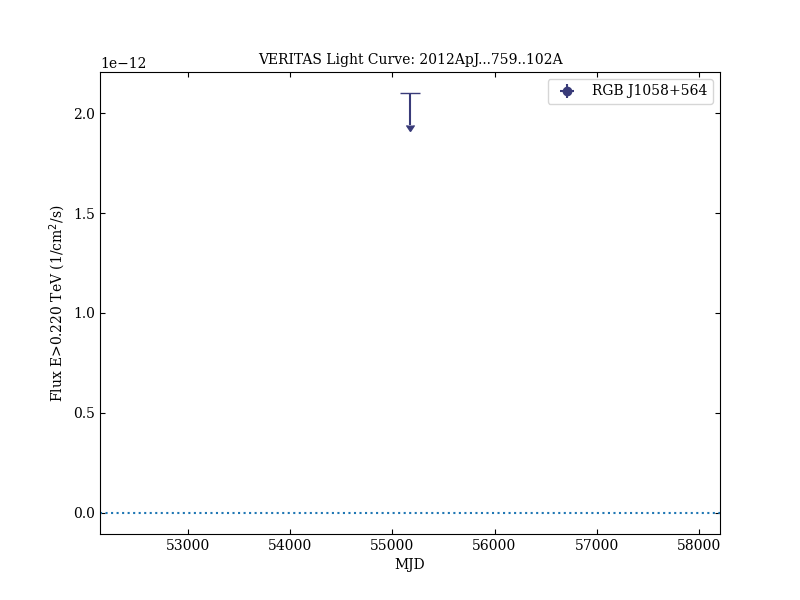 VERITAS Light Curve: 2012ApJ...759..102A
1e−12
RGB J1058+564
2.0
1.5
1.0
0.5
0.0
Flux E>0.220 TeV (1/cm²/s)
53000 54000 55000 56000 57000 58000
MJD